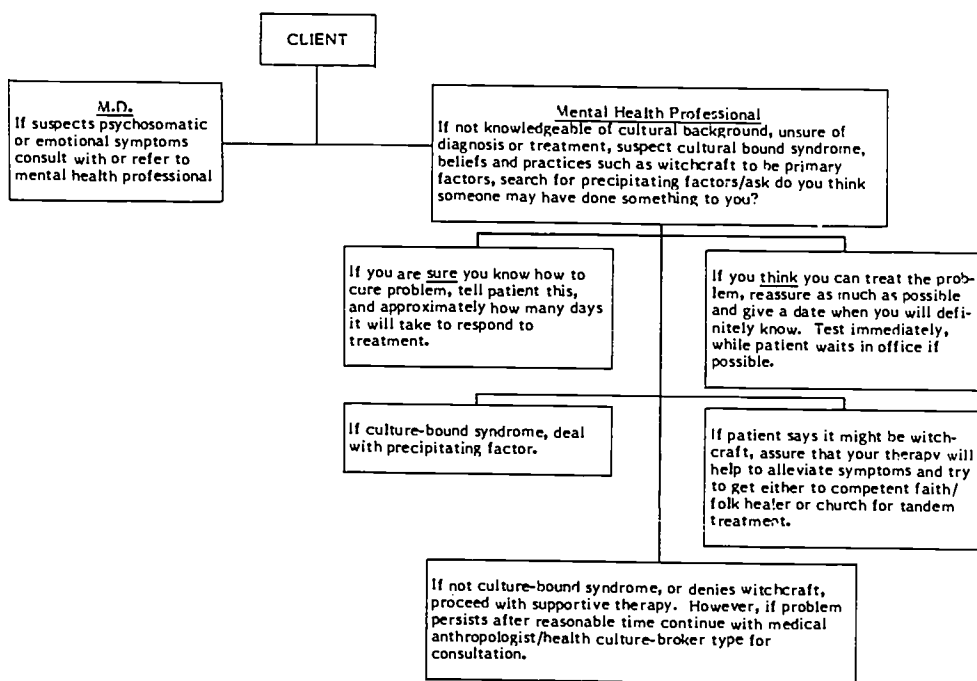 CLIENT
M.D.
If suspects psychosomatic
or emotional symptoms
consult with or refer to
mental health professional
Mental Health Professional
If not knowledgeable of cultural background, unsure of
diagnosis or treatment, suspect cultural bound syndrome,
beliefs and practices such as witchcraft to be primary
factors, search for precipitating factors/ask do you think
someone may have done something to you?
If you are sure you know how to
cure problem, tell patient this,
and approximately how many days
it will take to respond to
treatment.
If you think you can treat the prob-
lem, reassure as much as possible
and give a date when you will defi-
nitely know. Test immediately,
while patient waits in office if
possible.
If culture-bound syndrome, deal
with precipitating factor.
If patient says it might be witch-
craft, assure that your therapy will
help to alleviate symptoms and try
to get either to competent faith/
folk healer or church for tandem
treatment.
If not culture-bound syndrome, or denies witchcraft,
proceed with supportive therapy. However, if problem
persists after reasonable time continue with medical
anthropologist/health culture-broker type for
consultation.